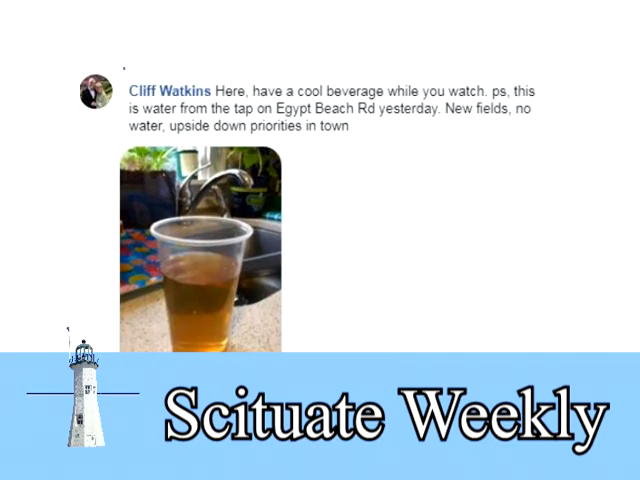 Cliff Watkins Here, have a cool beverage while you watch. ps, this
is water from the tap on Egypt Beach Rd yesterday. New fields, no
water, upside down priorities in town
Scituate Weekly